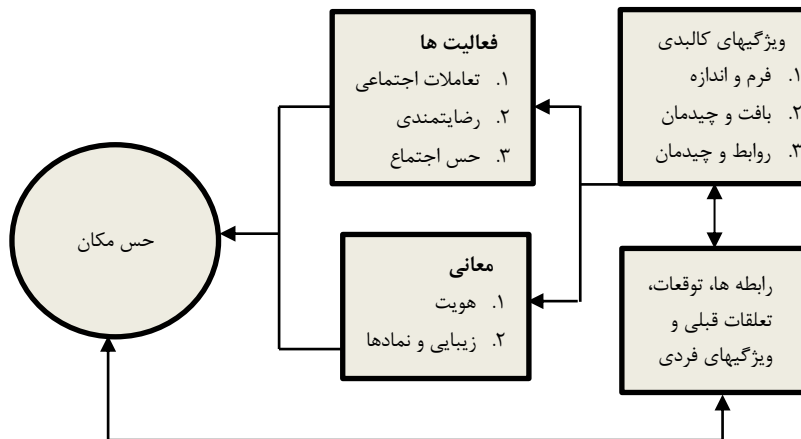 ویژگیهای کالبدی
۱. فرم و اندازه
۲. بافت و چیدمان
۳. روابط و چیدمان
فعالیت ها
۱. تعاملات اجتماعی
۲. رضایتمندی
۳. حس اجتماع
حس مکان
معانی
۱. هویت
۲. زیبایی و نمادها
رابطه ها، توقعات،
تعلقات قبلی و
ویژگیهای فردی